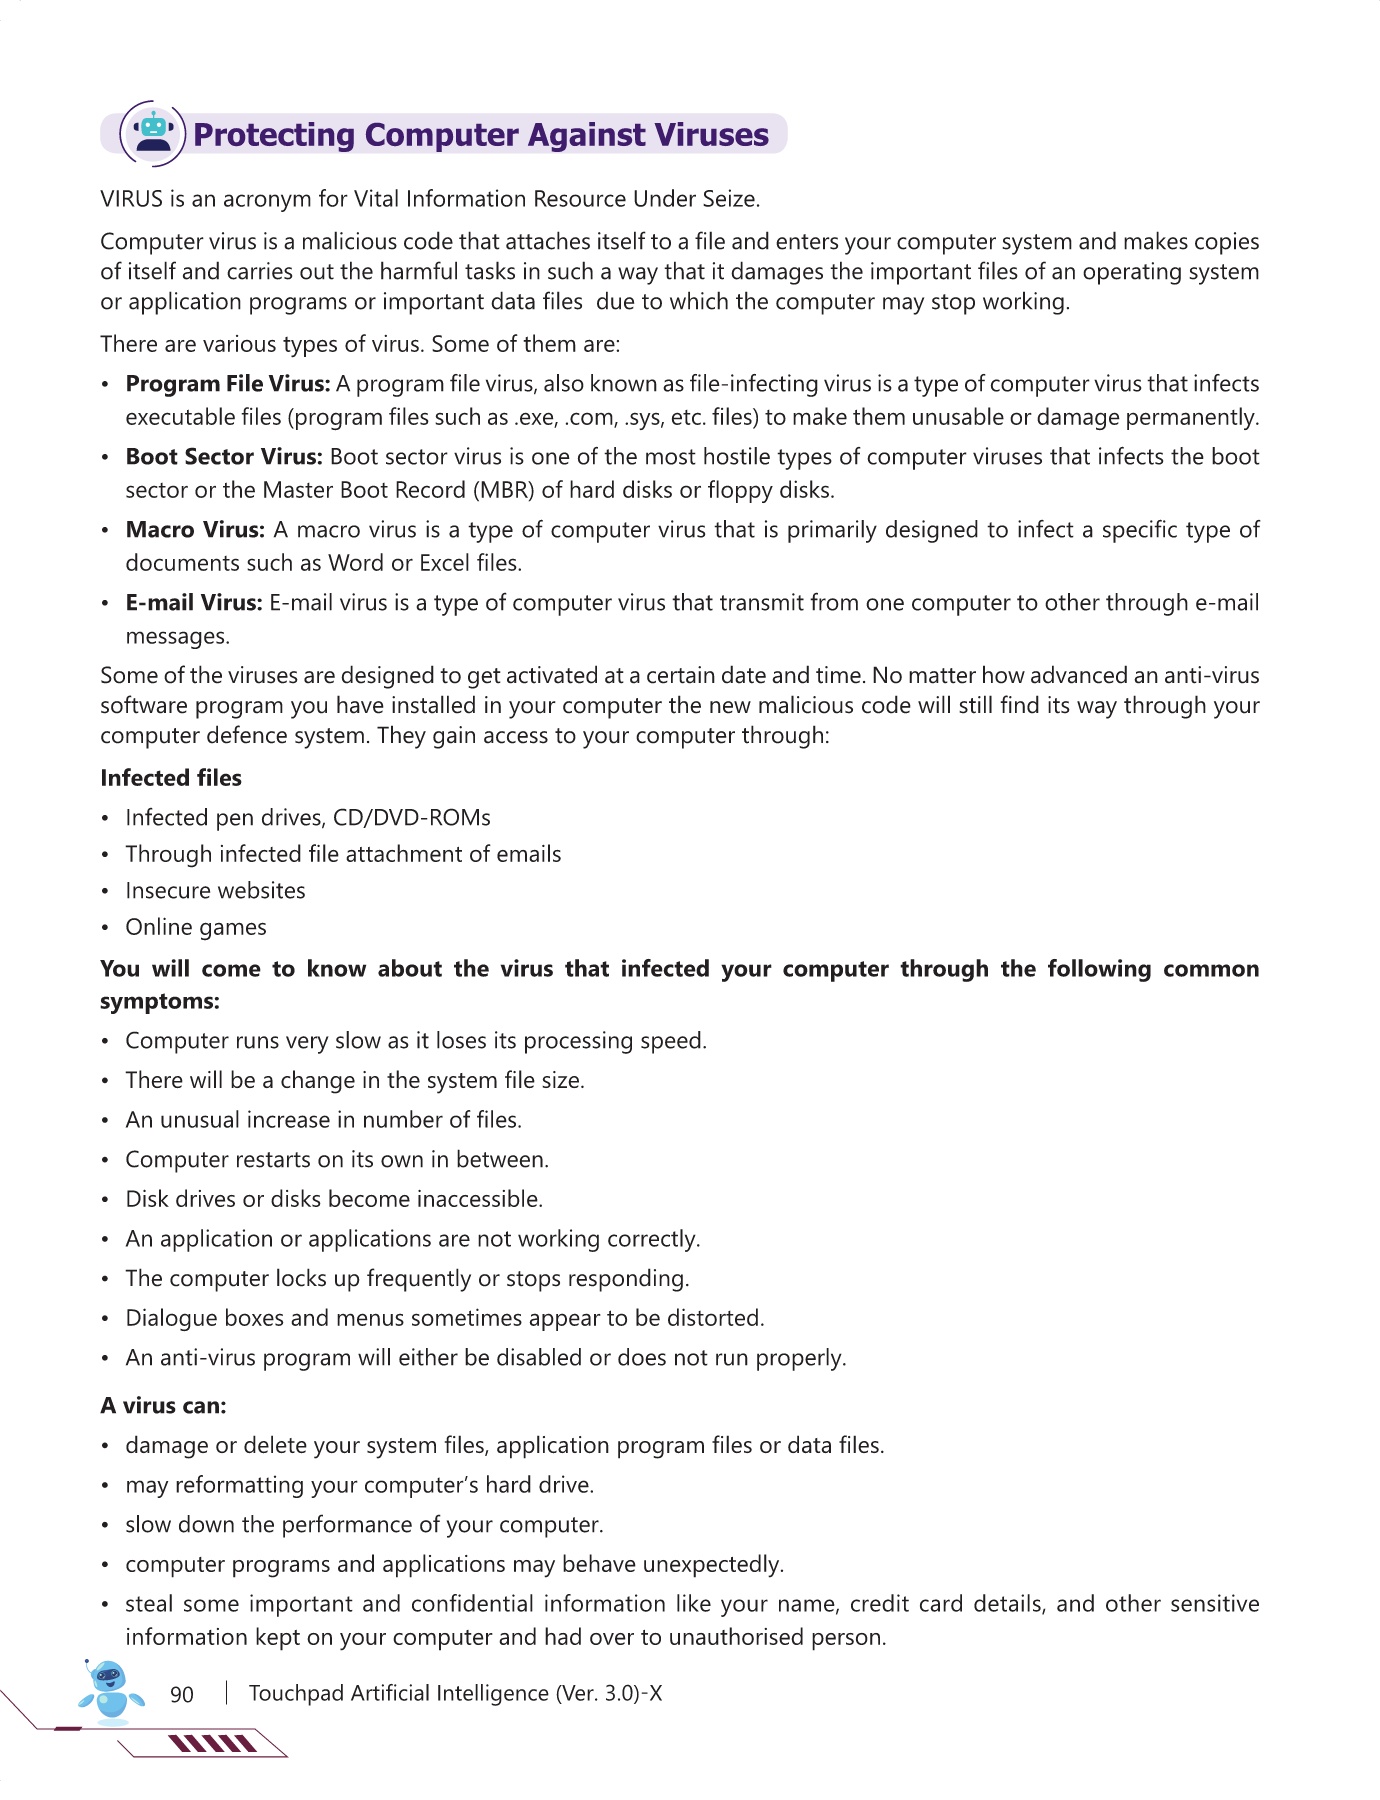 Protecting Computer Against Viruses
VIRUS is an acronym for Vital Information Resource Under Seize.
Computer virus is a malicious code that attaches itself to a file and enters your computer system and makes copies
of itself and carries out the harmful tasks in such a way that it damages the important files of an operating system
or application programs or important data files due to which the computer may stop working.
There are various types of virus. Some of them are:
• Program File Virus: A program file virus, also known as file-infecting virus is a type of computer virus that infects
executable files (program files such as .exe, .com, .sys, etc. files) to make them unusable or damage permanently.
• Boot Sector Virus: Boot sector virus is one of the most hostile types of computer viruses that infects the boot
sector or the Master Boot Record (MBR) of hard disks or floppy disks.
• Macro Virus: A macro virus is a type of computer virus that is primarily designed to infect a specific type of
documents such as Word or Excel files.
• E-mail Virus: E-mail virus is a type of computer virus that transmit from one computer to other through e-mail
messages.
Some of the viruses are designed to get activated at a certain date and time. No matter how advanced an anti-virus
software program you have installed in your computer the new malicious code will still find its way through your
computer defence system. They gain access to your computer through:
Infected files
• Infected pen drives, CD/DVD-ROMs
• Through infected file attachment of emails
• Insecure websites
• Online games
You will come to know about the virus that infected your computer through the following common
symptoms:
• Computer runs very slow as it loses its processing speed.
• There will be a change in the system file size.
• An unusual increase in number of files.
• Computer restarts on its own in between.
• Disk drives or disks become inaccessible.
• An application or applications are not working correctly.
• The computer locks up frequently or stops responding.
• Dialogue boxes and menus sometimes appear to be distorted.
• An anti-virus program will either be disabled or does not run properly.
A virus can:
• damage or delete your system files, application program files or data files.
• may reformatting your computer's hard drive.
• slow down the performance of your computer.
• computer programs and applications may behave unexpectedly.
• steal some important and confidential information like your name, credit card details, and other sensitive
information kept on your computer and had over to unauthorised person.
90 | Touchpad Artificial Intelligence (Ver. 3.0)-X